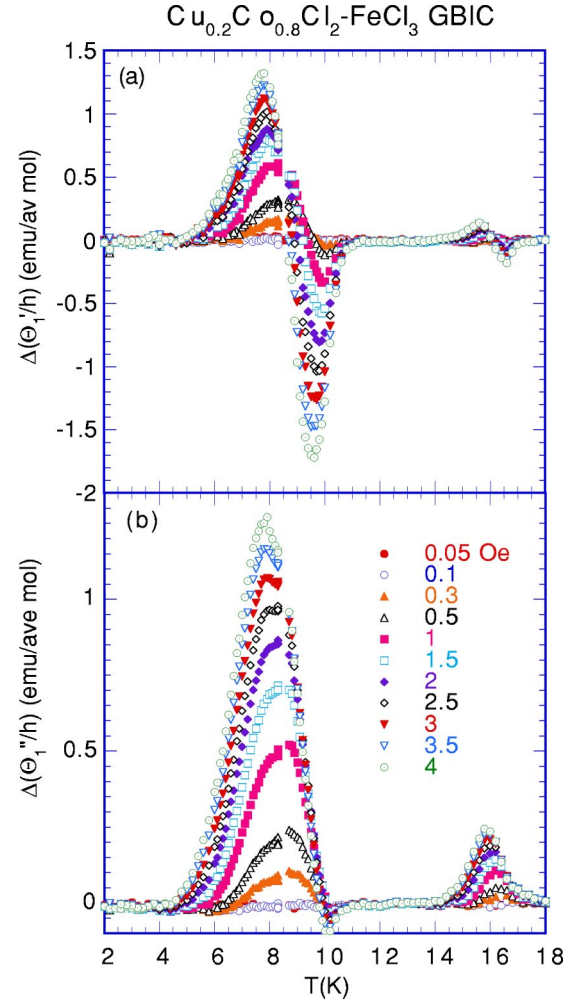 Cu0.2Co0.8Cl2-FeCl3 GBIC
(a)
1
0.5
0
-0.5
-1
-1.5
-2
Δ(Θ1'/h) (emu/av mol)
(b)
0.05 Oe
0.1
0.3
0.5
1
1.5
2
2.5
3
3.5
4
1
0.5
0
Δ(Θ1''/h) (emu/ave mol)
2 4 6 8 10 12 14 16 18
T(K)